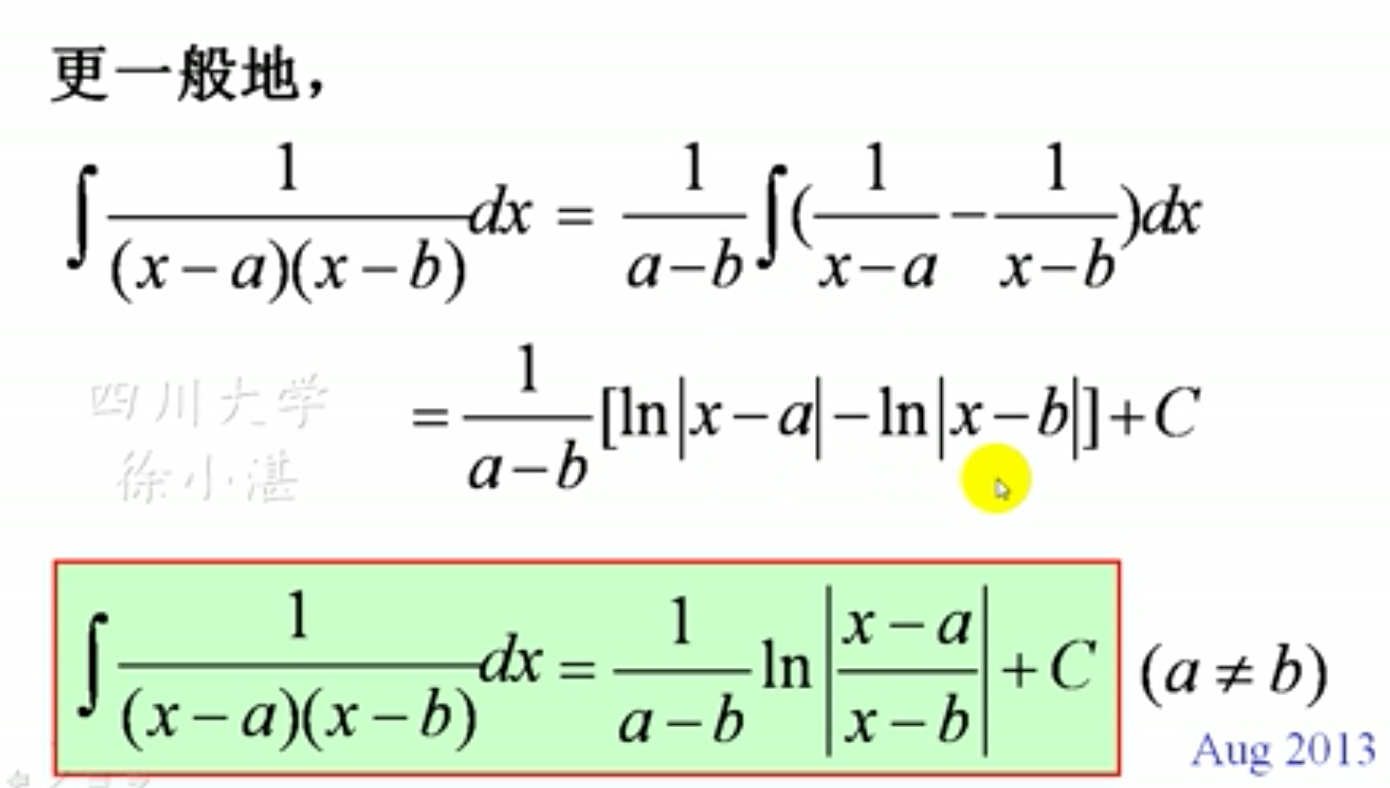 更一般地，
∫ 1/((x−a)(x−b)) dx = 1/(a−b) ∫(1/(x−a) − 1/(x−b))dx
= 1/(a−b) [ln|x−a|−ln|x−b|]+C
四川大学
徐小湛
∫ 1/((x−a)(x−b)) dx = 1/(a−b) ln|(x−a)/(x−b)| + C (a ≠ b)
Aug 2013